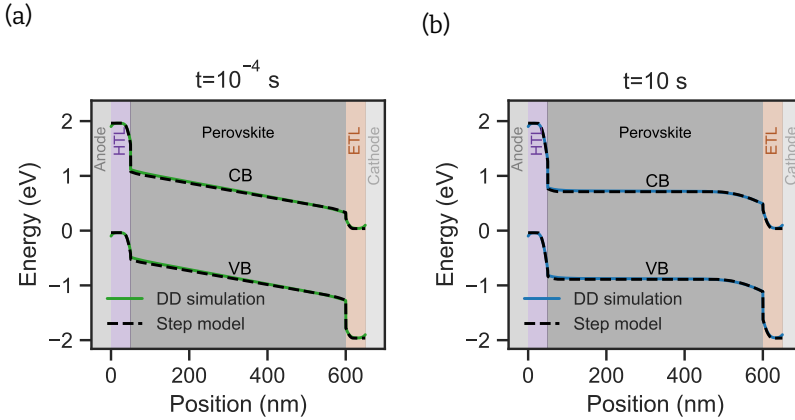 (a)
t=10⁻⁴ s
Energy (eV)
2
1
0
−1
−2
Anode
HTL
Perovskite
ETL
Cathode
CB
VB
DD simulation
Step model
0
200
400
600
Position (nm)
(b)
t=10 s
Energy (eV)
2
1
0
−1
−2
Anode
HTL
Perovskite
ETL
Cathode
CB
VB
DD simulation
Step model
0
200
400
600
Position (nm)